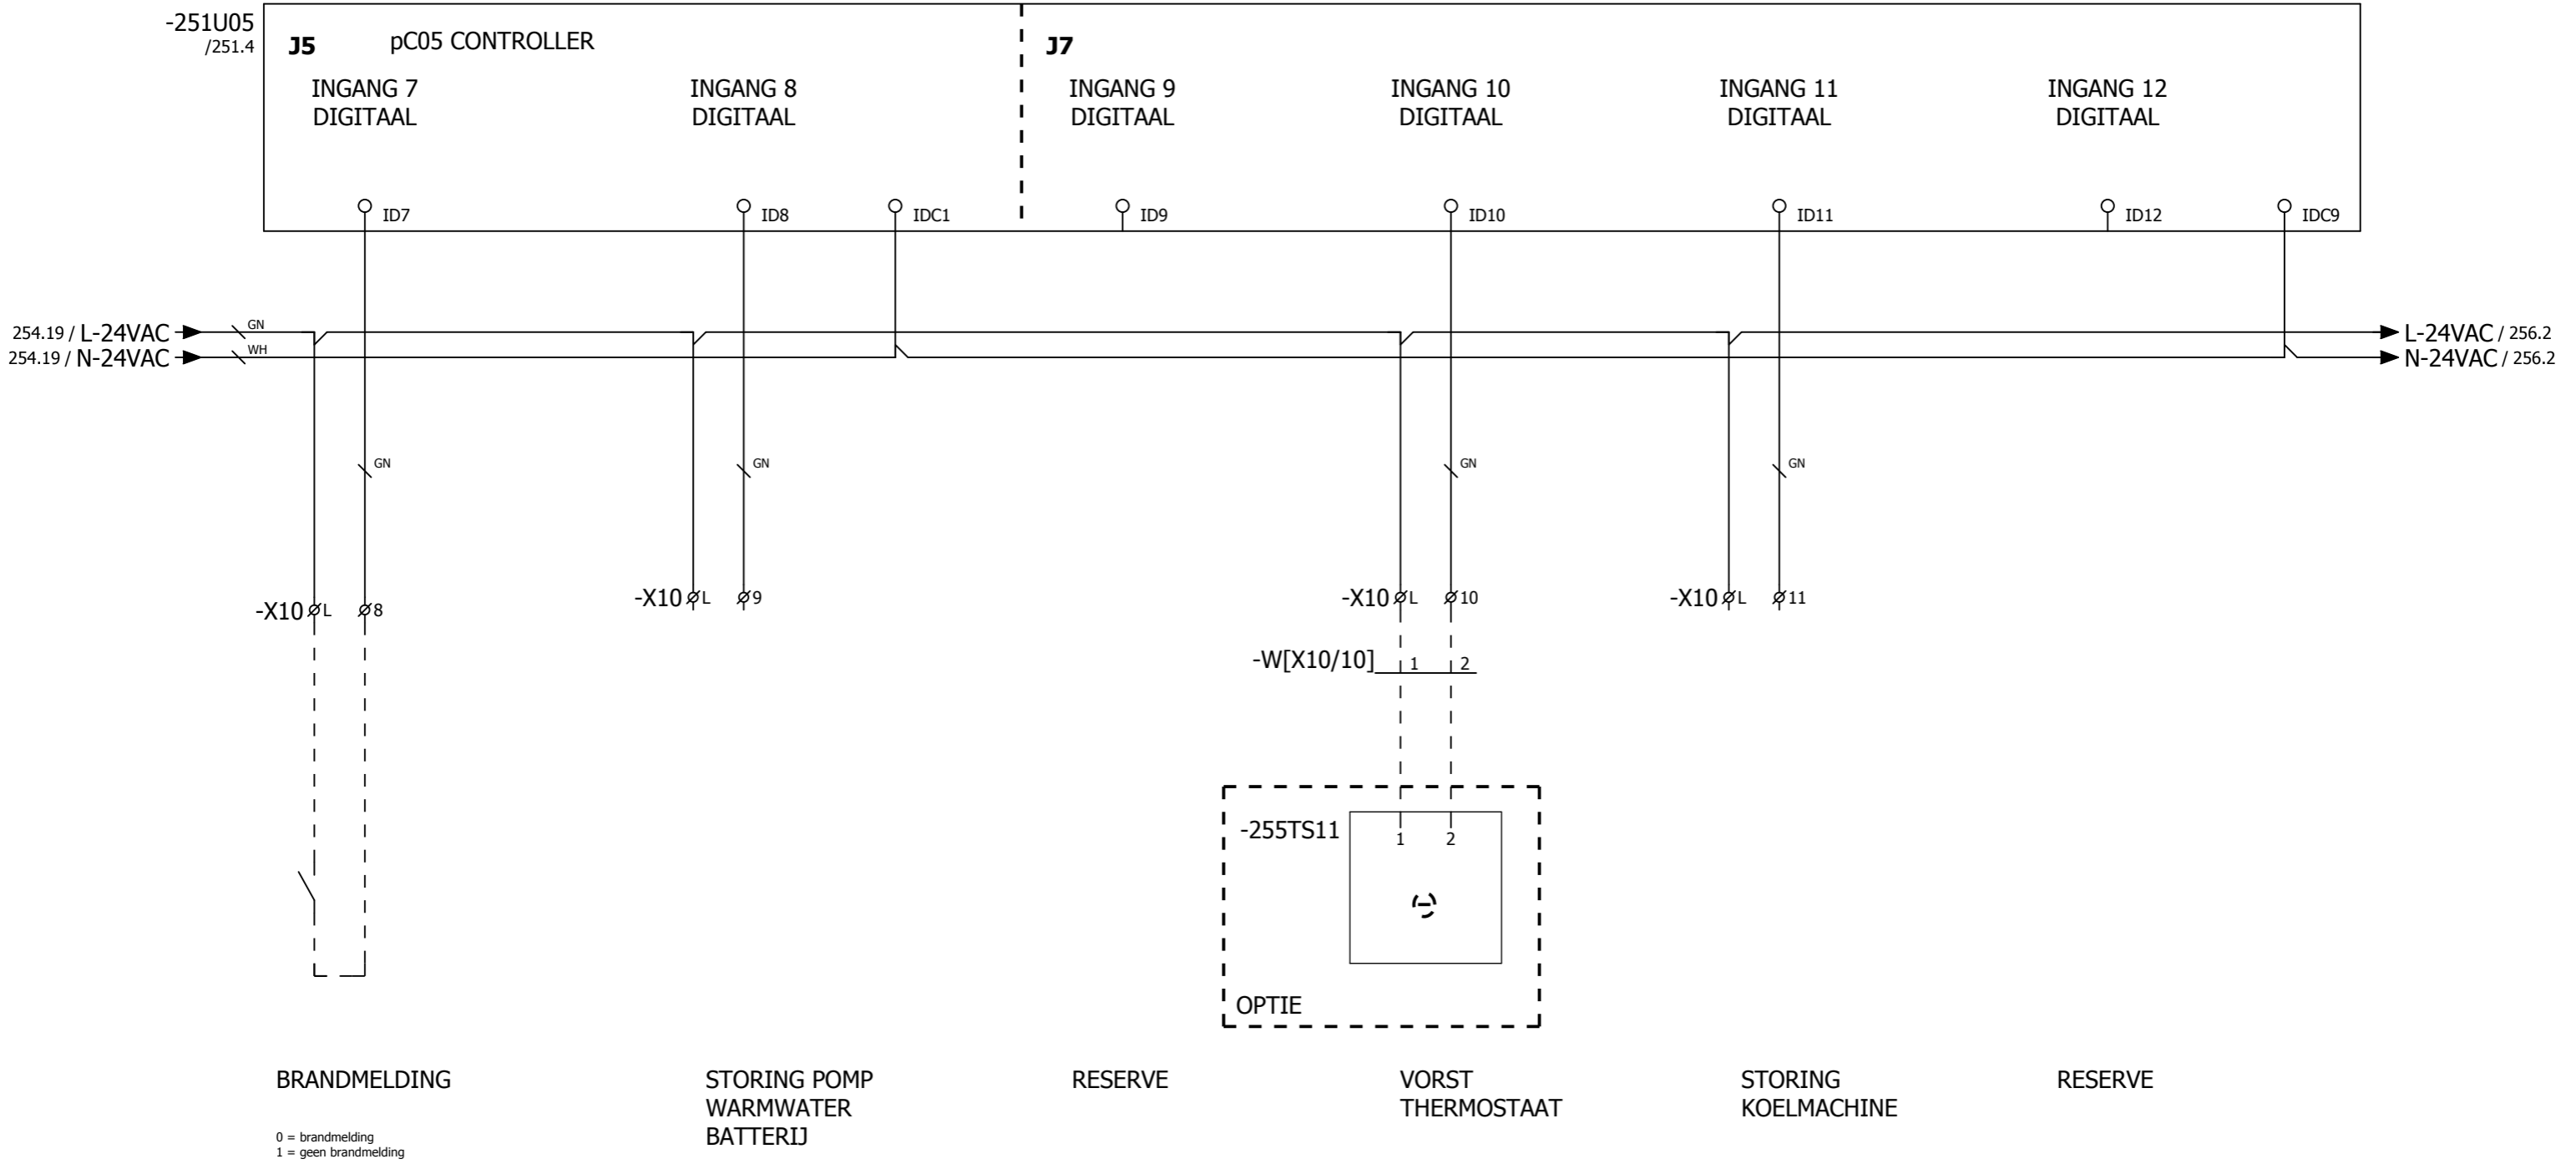 -251U05
/251.4
J5
pC05 CONTROLLER
J7
INGANG 7
DIGITAAL
INGANG 8
DIGITAAL
INGANG 9
DIGITAAL
INGANG 10
DIGITAAL
INGANG 11
DIGITAAL
INGANG 12
DIGITAAL
ID7
ID8
IDC1
ID9
ID10
ID11
ID12
IDC9
254.19 / L-24VAC
GN
L-24VAC / 256.2
254.19 / N-24VAC
WH
N-24VAC / 256.2
GN
GN
GN
GN
-X10 L 8
-X10 L 9
-X10 L 10
-X10 L 11
-W[X10/10] 1 2
-255TS11
1 2
OPTIE
BRANDMELDING
0 = brandmelding
1 = geen brandmelding
STORING POMP
WARMWATER
BATTERIJ
RESERVE
VORST
THERMOSTAAT
STORING
KOELMACHINE
RESERVE